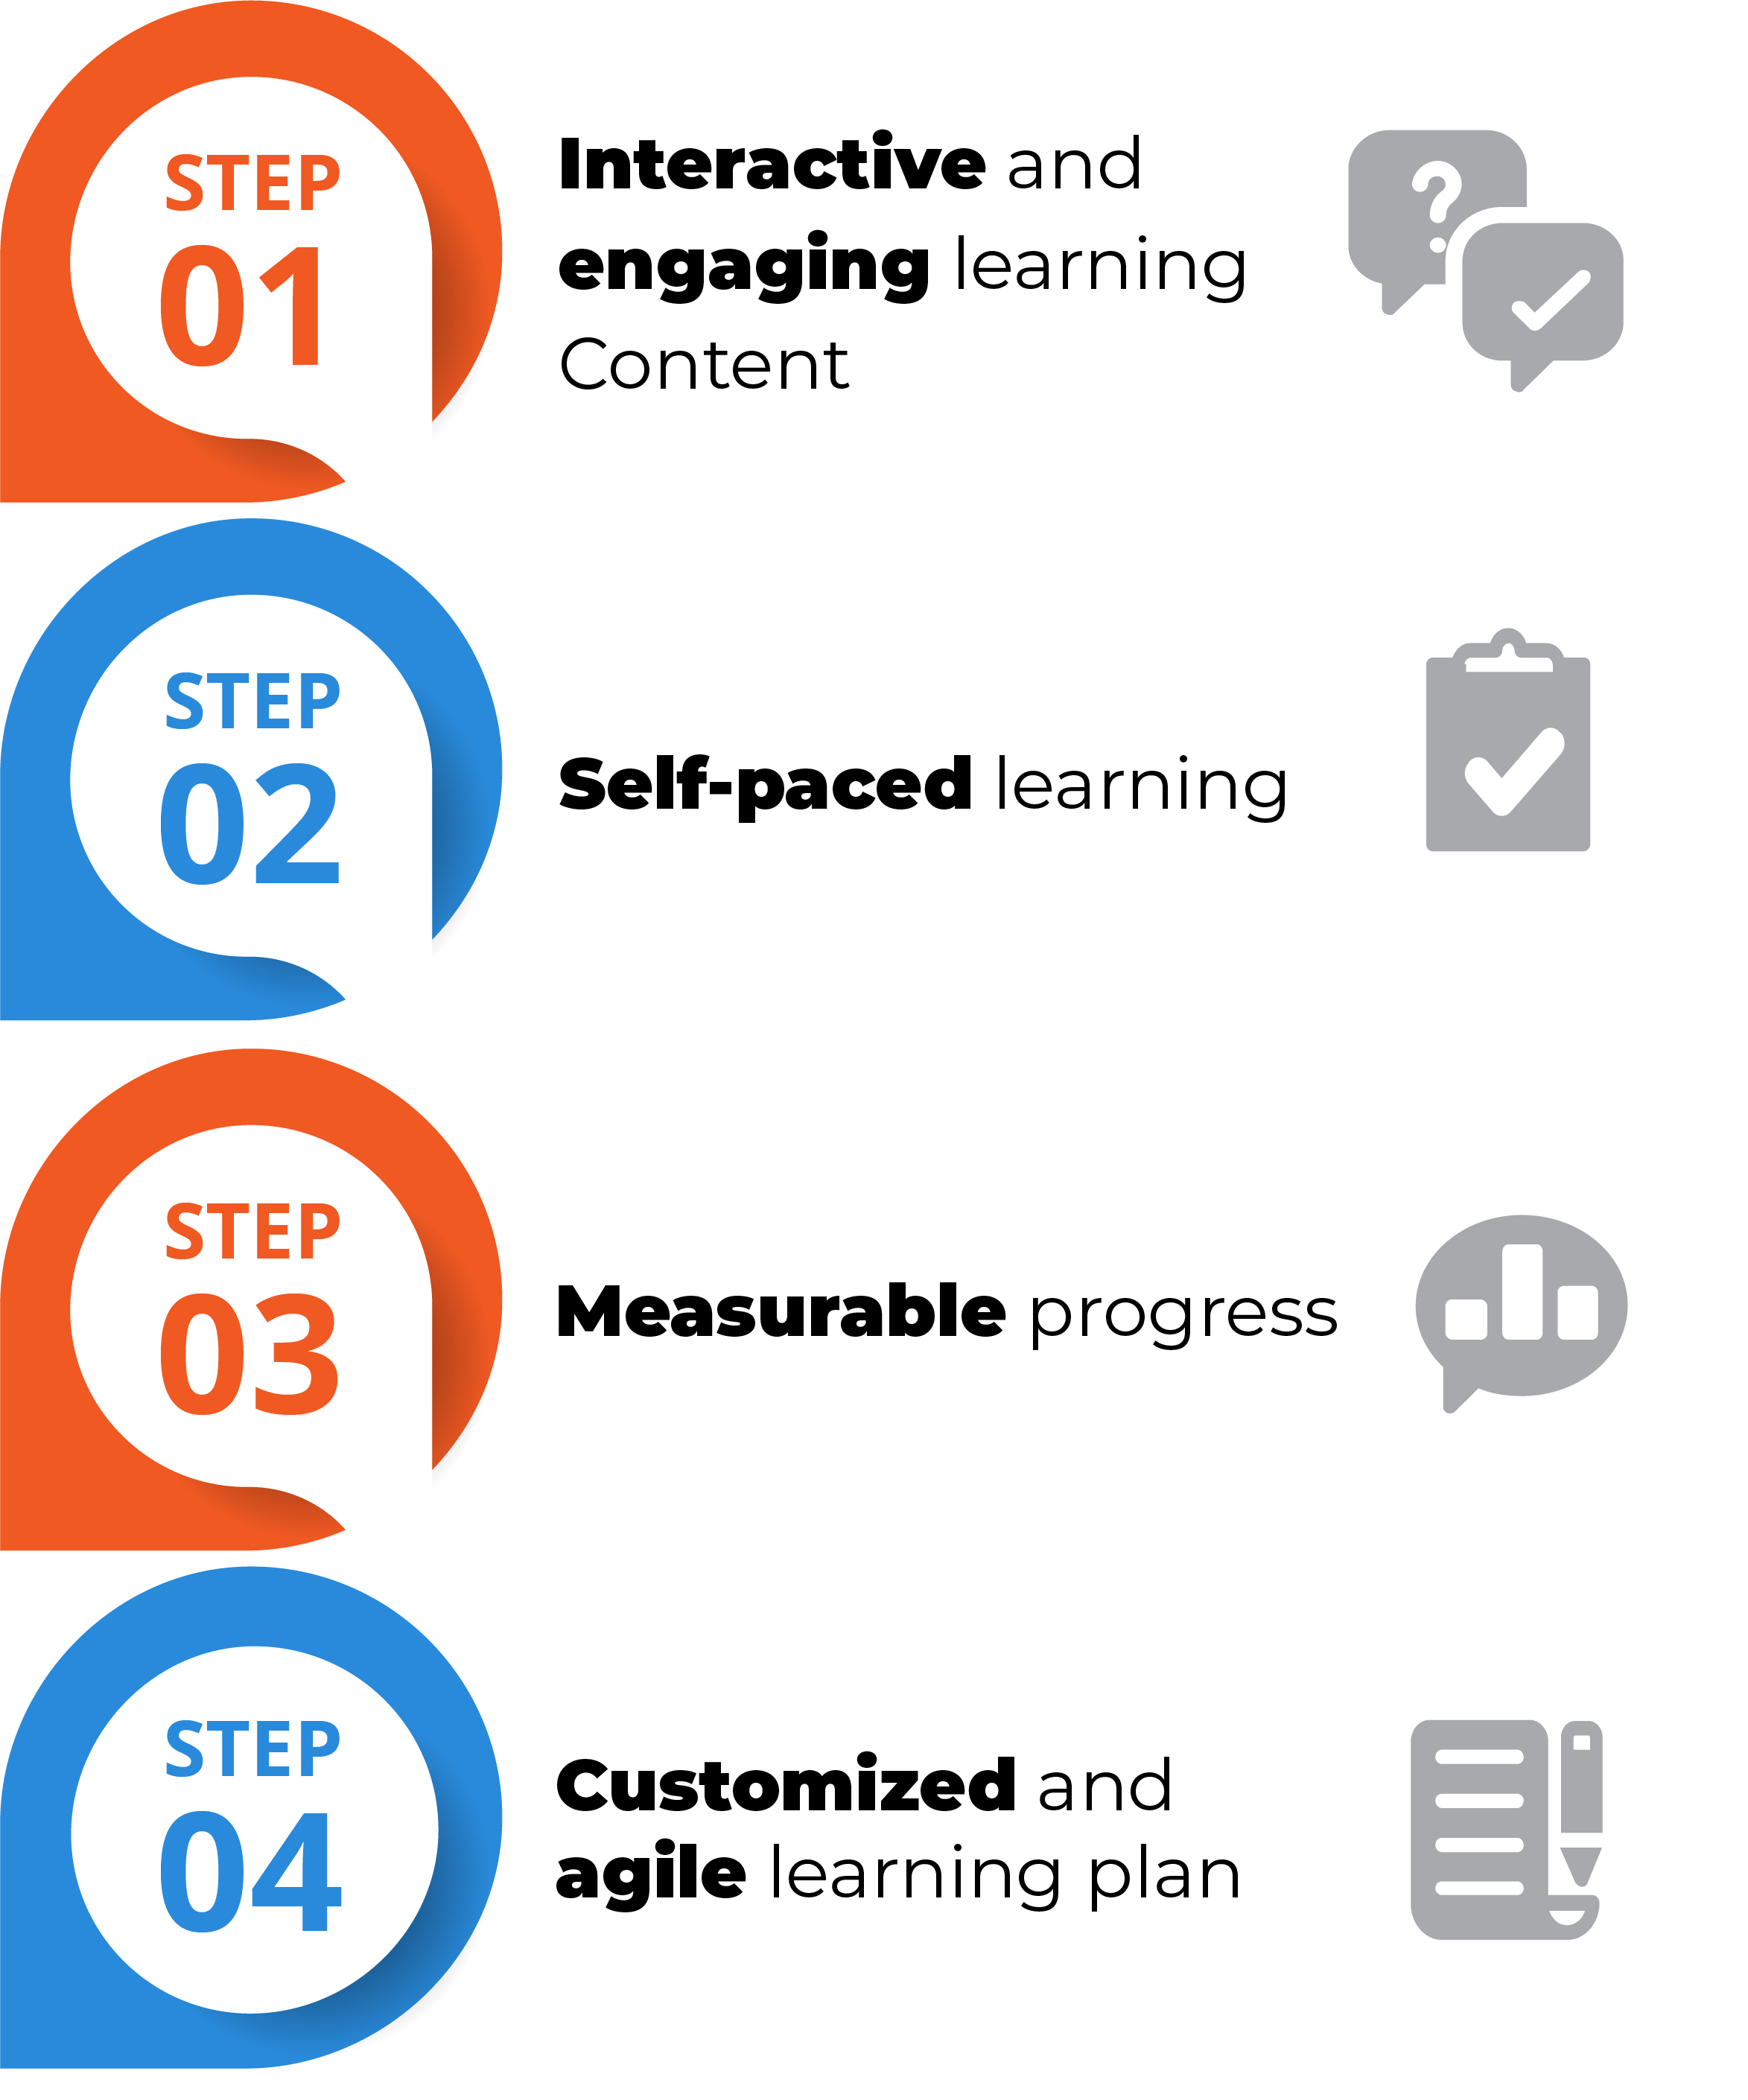 STEP
01
Interactive and
engaging learning
Content
?
STEP
02
Self-paced learning
STEP
03
Measurable progress
STEP
04
Customized and
agile learning plan